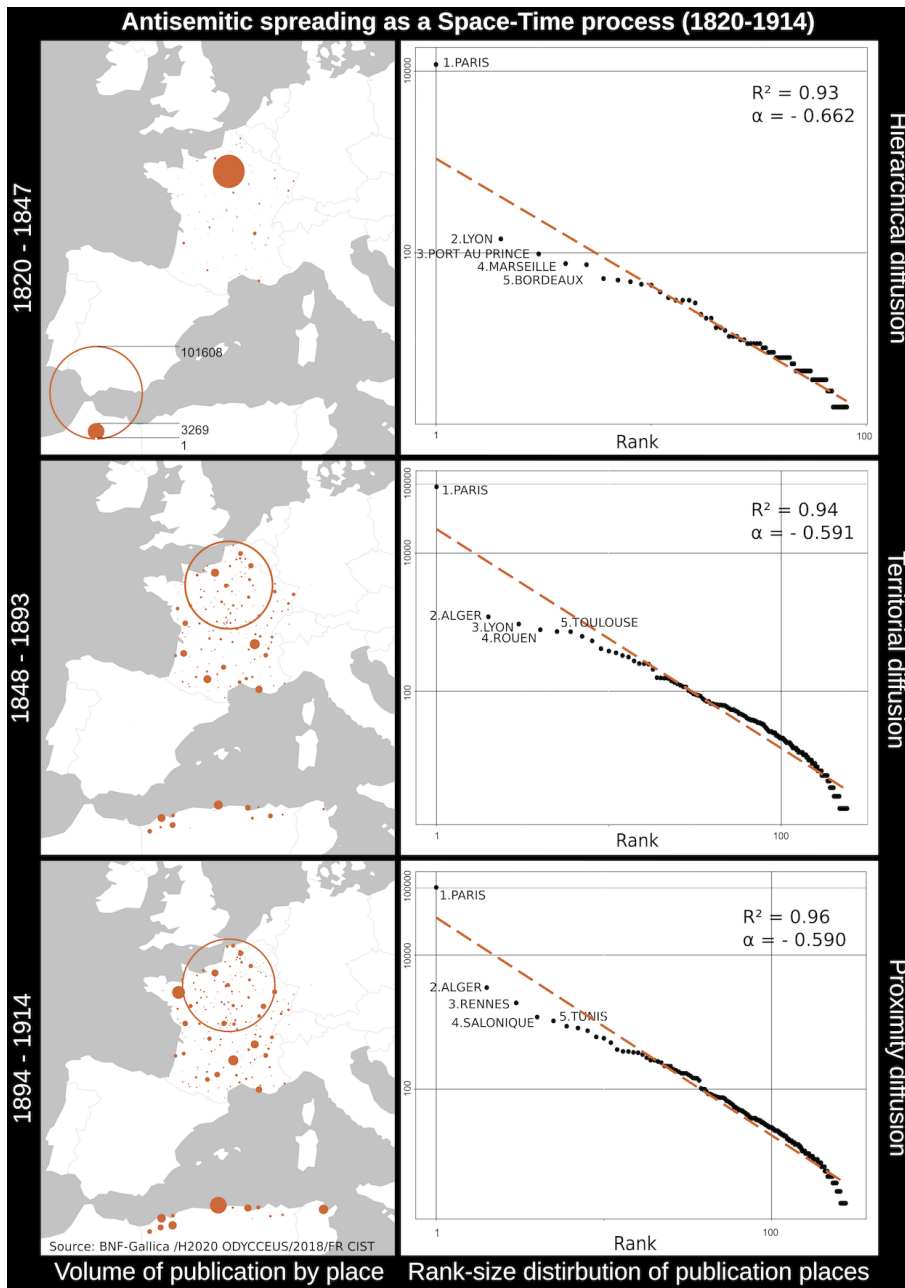 Antisemitic spreading as a Space-Time process (1820-1914)
1820 - 1847
101608
3269
1
10000
100
1.PARIS
R² = 0.93
α = - 0.662
2.LYON
3.PORT AU PRINCE
4.MARSEILLE
5.BORDEAUX
1
Rank
100
Hierarchical diffusion
1848 - 1893
100000
10000
100
1.PARIS
R² = 0.94
α = - 0.591
2.ALGER
3.LYON
4.ROUEN
5.TOULOUSE
1
Rank
100
Territorial diffusion
1894 - 1914
Source: BNF-Gallica /H2020 ODYCCEUS/2018/FR CIST
100000
10000
100
1.PARIS
R² = 0.96
α = - 0.590
2.ALGER
3.RENNES
4.SALONIQUE
5.TUNIS
1
Rank
100
Proximity diffusion
Volume of publication by place
Rank-size distirbution of publication places